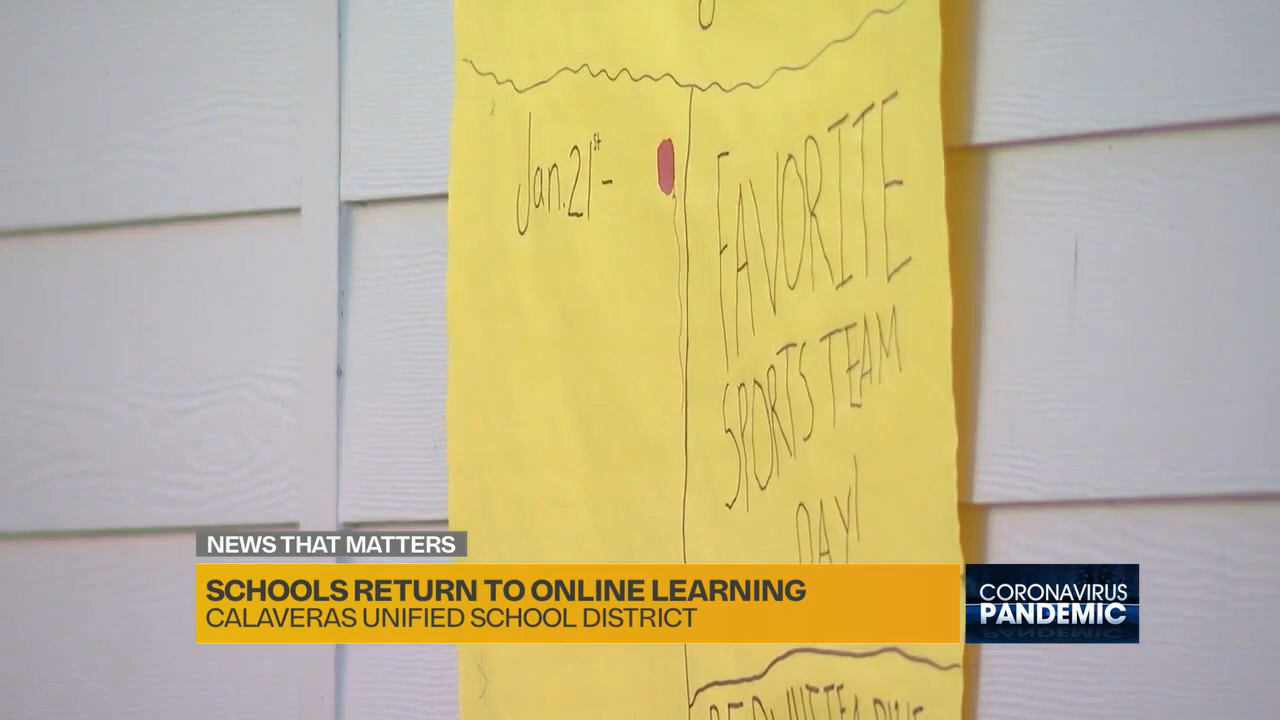 Jan. 21st -
FAVORITE
SPORTS TEAM
DAY!
NEWS THAT MATTERS
SCHOOLS RETURN TO ONLINE LEARNING
CALAVERAS UNIFIED SCHOOL DISTRICT
CORONAVIRUS
PANDEMIC